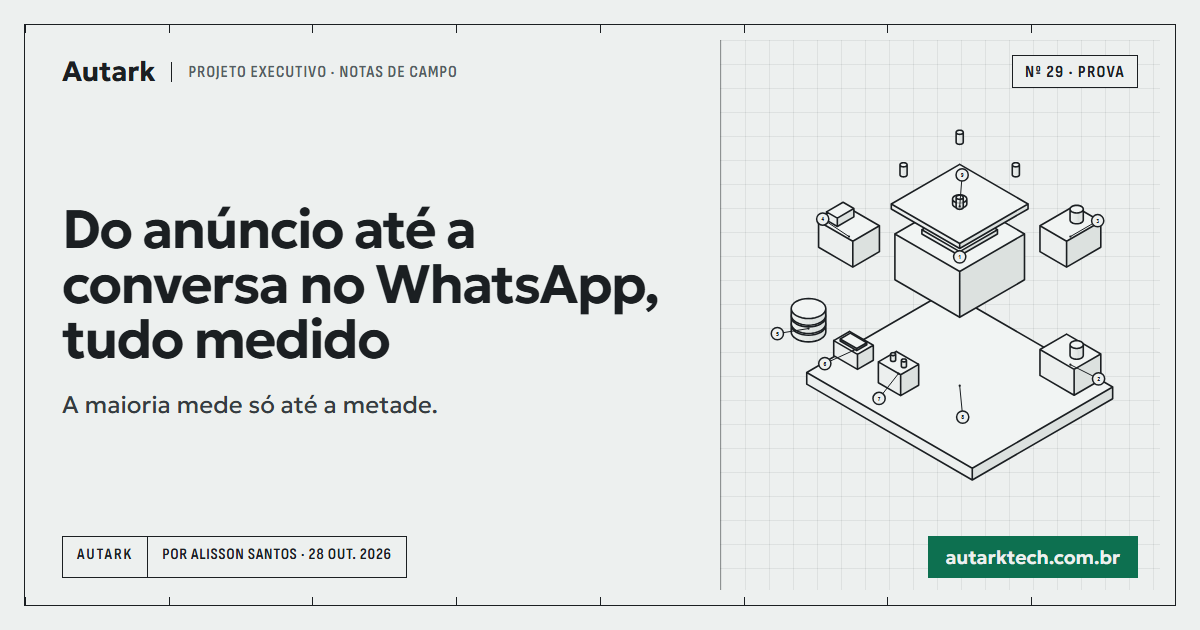 Autark
PROJETO EXECUTIVO · NOTAS DE CAMPO
Nº 29 · PROVA
Do anúncio até a
conversa no WhatsApp,
tudo medido
A maioria mede só até a metade.
AUTARK
POR ALISSON SANTOS · 28 OUT. 2026
autarktech.com.br